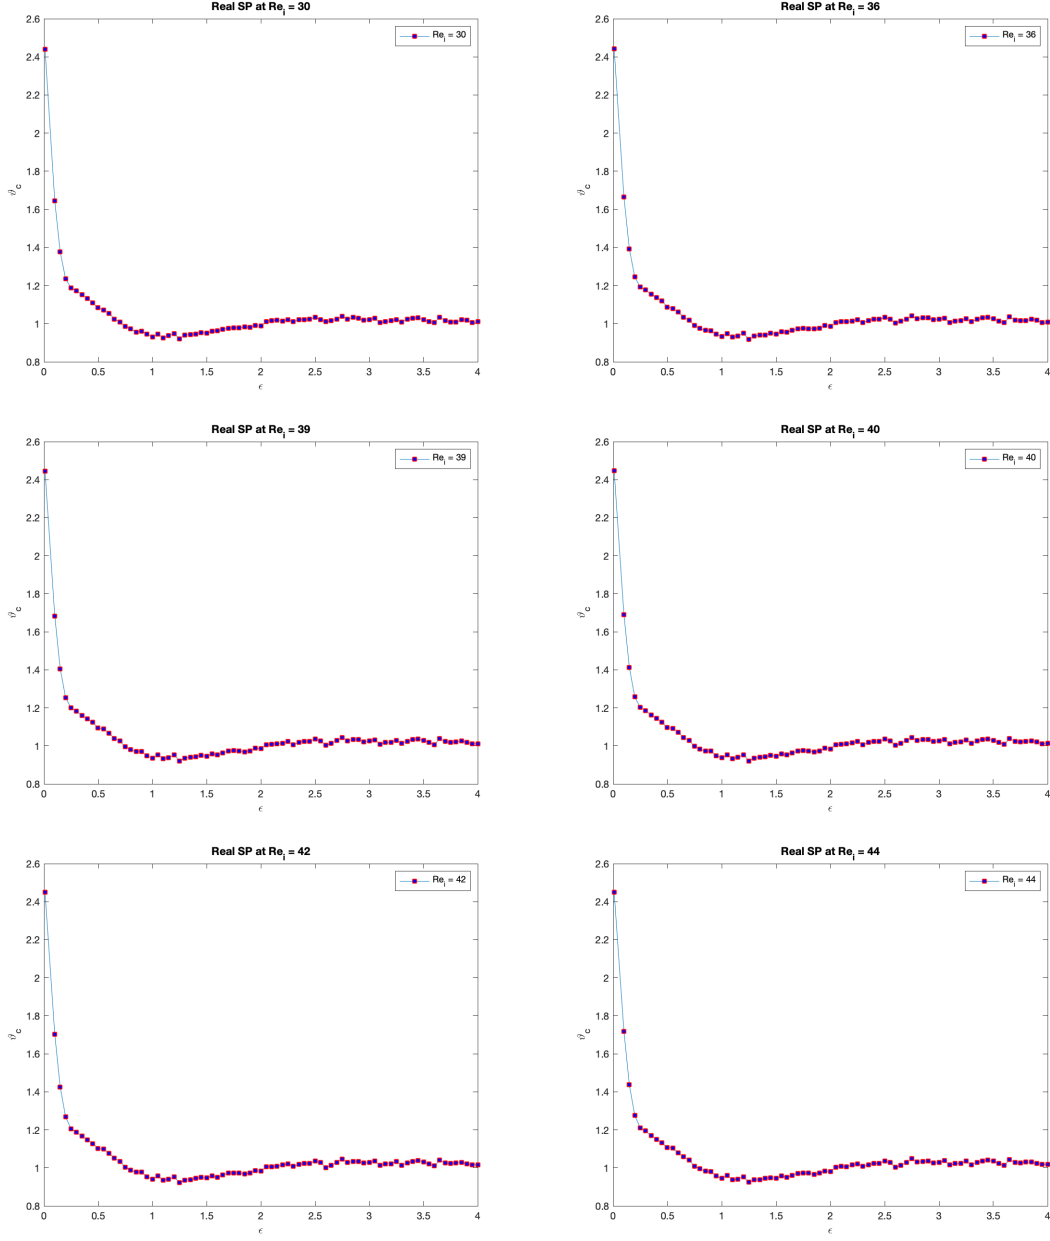 Real SP at Re_i = 30
Re_i = 30
2.6
2.4
2.2
2
1.8
1.6
1.4
1.2
1
0.8
ϑ_c
0 0.5 1 1.5 2 2.5 3 3.5 4
ϵ
Real SP at Re_i = 36
Re_i = 36
2.6
2.4
2.2
2
1.8
1.6
1.4
1.2
1
0.8
ϑ_c
0 0.5 1 1.5 2 2.5 3 3.5 4
ϵ
Real SP at Re_i = 39
Re_i = 39
2.6
2.4
2.2
2
1.8
1.6
1.4
1.2
1
0.8
ϑ_c
0 0.5 1 1.5 2 2.5 3 3.5 4
ϵ
Real SP at Re_i = 40
Re_i = 40
2.6
2.4
2.2
2
1.8
1.6
1.4
1.2
1
0.8
ϑ_c
0 0.5 1 1.5 2 2.5 3 3.5 4
ϵ
Real SP at Re_i = 42
Re_i = 42
2.6
2.4
2.2
2
1.8
1.6
1.4
1.2
1
0.8
ϑ_c
0 0.5 1 1.5 2 2.5 3 3.5 4
ϵ
Real SP at Re_i = 44
Re_i = 44
2.6
2.4
2.2
2
1.8
1.6
1.4
1.2
1
0.8
ϑ_c
0 0.5 1 1.5 2 2.5 3 3.5 4
ϵ